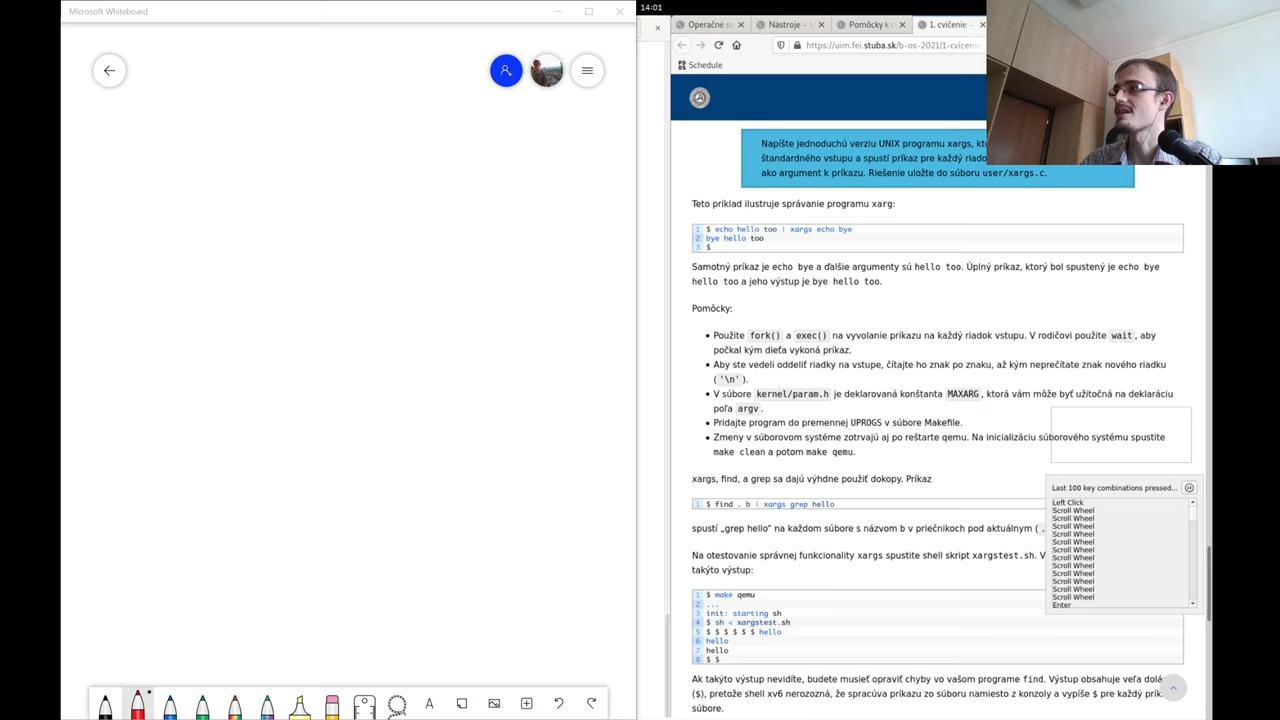 Microsoft Whiteboard
14:01
Operačné sy
Nástroje – U
Pomôcky k c
1. cvičenie –
https://uim.fei.stuba.sk/b-os-2021/1-cvicenie-
Schedule
Napíšte jednoduchú verziu UNIX programu xargs,
štandardného vstupu a spustí príkaz pre každý
ako argument k príkazu. Riešenie uložte do súboru user/xargs.c.
Teto príklad ilustruje správanie programu xarg:
1 $ echo hello too | xargs echo bye
2 bye hello too
3 $
Samotný príkaz je echo bye a ďalšie argumenty sú hello too. Úplný príkaz, ktorý bol spustený je echo bye
hello too a jeho výstup je bye hello too.
Pomôcky:
• Použite fork() a exec() na vyvolanie príkazu na každý riadok vstupu. V rodičovi použite wait, aby
počkal kým dieťa vykoná príkaz.
• Aby ste vedeli oddeliť riadky na vstupe, čítajte ho znak po znaku, až kým neprečítate znak nového riadku
('\n').
• V súbore kernel/param.h je deklarovaná konštanta MAXARG, ktorá vám môže byť užitočná na deklaráciu
poľa argv.
• Pridajte program do premennej UPROGS v súbore Makefile.
• Zmeny v súborovom systéme zotrvajú aj po reštarte qemu. Na inicializáciu súborového systému spustite
make clean a potom make qemu.
xargs, find, a grep sa dajú výhdne použiť dokopy. Príkaz
1 $ find . b | xargs grep hello
spustí „grep hello“ na každom súbore s názvom b v priečinkoch pod aktuálnym (.
Na otestovanie správnej funkcionality xargs spustite shell skript xargstest.sh.
takýto výstup:
1 $ make qemu
2 ...
3 init: starting sh
4 $ sh < xargstest.sh
5 $ $ $ $ $ $ hello
6 hello
7 hello
8 $ $
Ak takýto výstup nevidíte, budete musieť opraviť chyby vo vašom programe find. Výstup obsahuje veľa
($), pretože shell xv6 nerozozná, že spracúva príkazu zo súboru namiesto z konzoly a vypíše $ pre každý
súbore.
Last 100 key combinations pressed...
Left Click
Scroll Wheel
Scroll Wheel
Scroll Wheel
Scroll Wheel
Scroll Wheel
Scroll Wheel
Scroll Wheel
Scroll Wheel
Scroll Wheel
Scroll Wheel
Scroll Wheel
Scroll Wheel
Enter